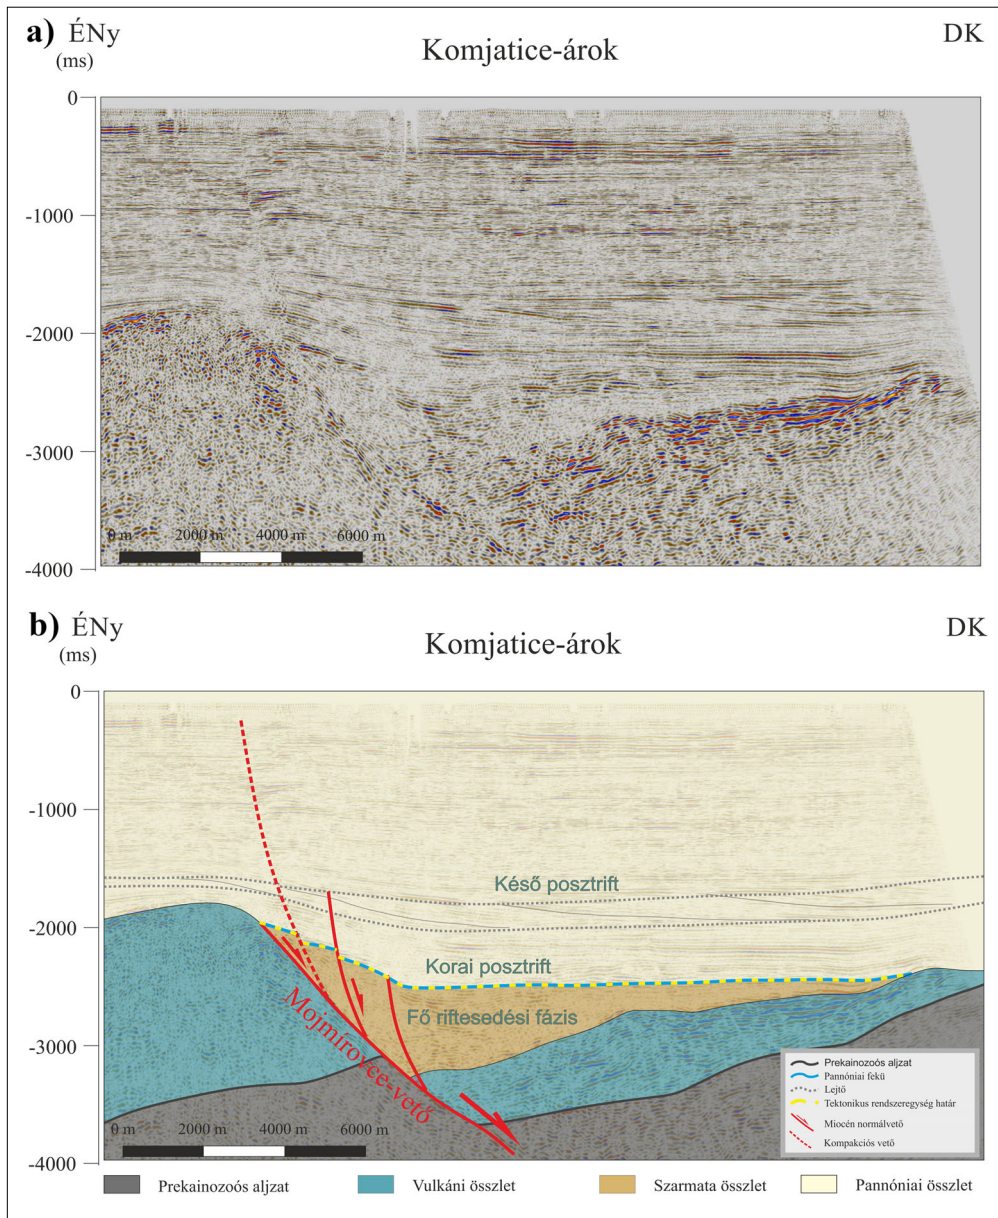 a) ÉNy
(ms)
Komjatice-árok
DK
0
-1000
-2000
-3000
-4000
0 m 2000 m 4000 m 6000 m
b) ÉNy
(ms)
Komjatice-árok
DK
0
-1000
-2000
-3000
-4000
Késő posztrift
Korai posztrift
Fő riftesedési fázis
Mojmírovce-vető
0 m 2000 m 4000 m 6000 m
Prekainozoós aljzat
Pannóniai fekü
Lejtő
Tektonikus rendszeregység határ
Miocén normálvető
Kompakciós vető
Prekainozoós aljzat
Vulkáni összlet
Szarmata összlet
Pannóniai összlet